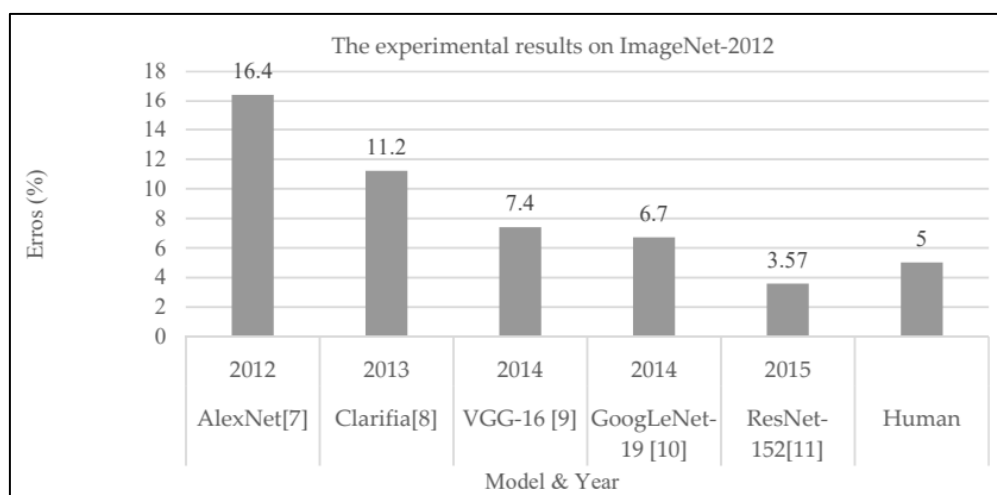 The experimental results on ImageNet-2012
Erros (%)
18
16
14
12
10
8
6
4
2
0
16.4
11.2
7.4
6.7
3.57
5
2012
2013
2014
2014
2015
AlexNet[7]
Clarifia[8]
VGG-16 [9]
GoogLeNet-
19 [10]
ResNet-
152[11]
Human
Model & Year